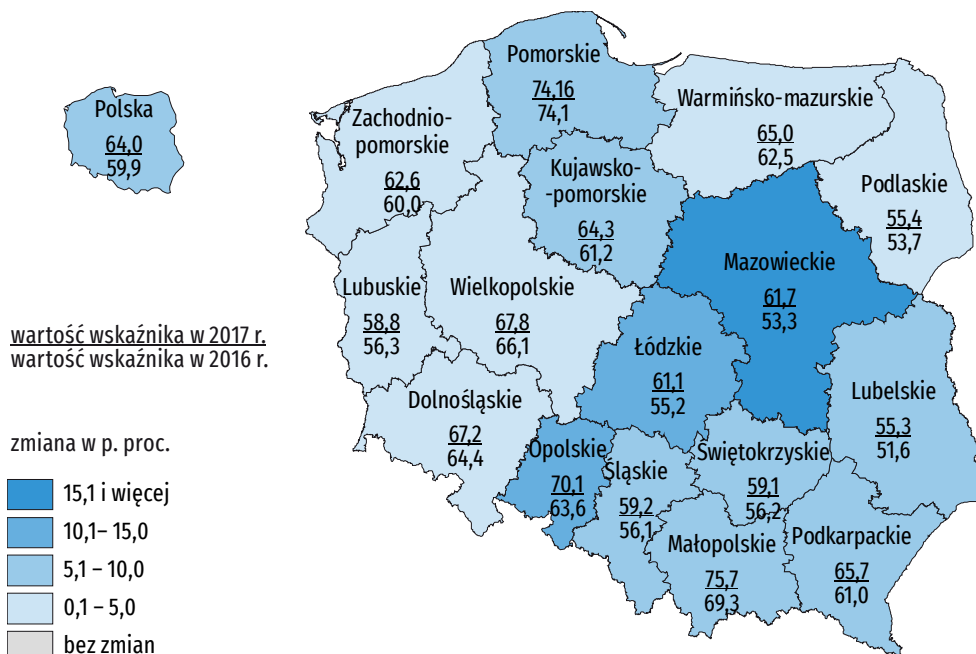 Polska
64,0
59,9
wartość wskaźnika w 2017 r.
wartość wskaźnika w 2016 r.
zmiana w p. proc.
15,1 i więcej
10,1 – 15,0
5,1 – 10,0
0,1 – 5,0
bez zmian
Pomorskie
74,16
74,1
Warmińsko-mazurskie
65,0
62,5
Zachodnio-
pomorskie
62,6
60,0
Kujawsko-
-pomorskie
64,3
61,2
Podlaskie
55,4
53,7
Mazowieckie
61,7
53,3
Lubuskie
58,8
56,3
Wielkopolskie
67,8
66,1
Łódzkie
61,1
55,2
Lubelskie
55,3
51,6
Dolnośląskie
67,2
64,4
Opolskie
70,1
63,6
Śląskie
59,2
56,1
Świętokrzyskie
59,1
56,2
Małopolskie
75,7
69,3
Podkarpackie
65,7
61,0